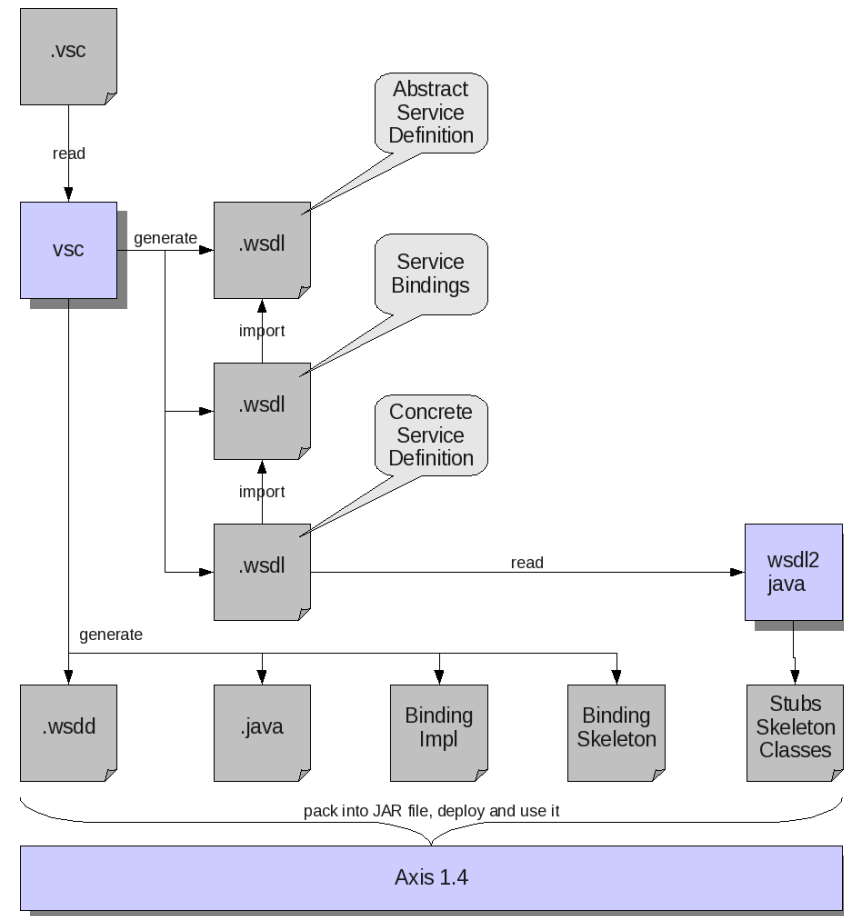 .vsc
Abstract
Service
Definition
read
vsc
generate
.wsdl
Service
Bindings
import
.wsdl
Concrete
Service
Definition
import
.wsdl
read
wsdl2
java
generate
.wsdd
.java
Binding
Impl
Binding
Skeleton
Stubs
Skeleton
Classes
pack into JAR file, deploy and use it
Axis 1.4